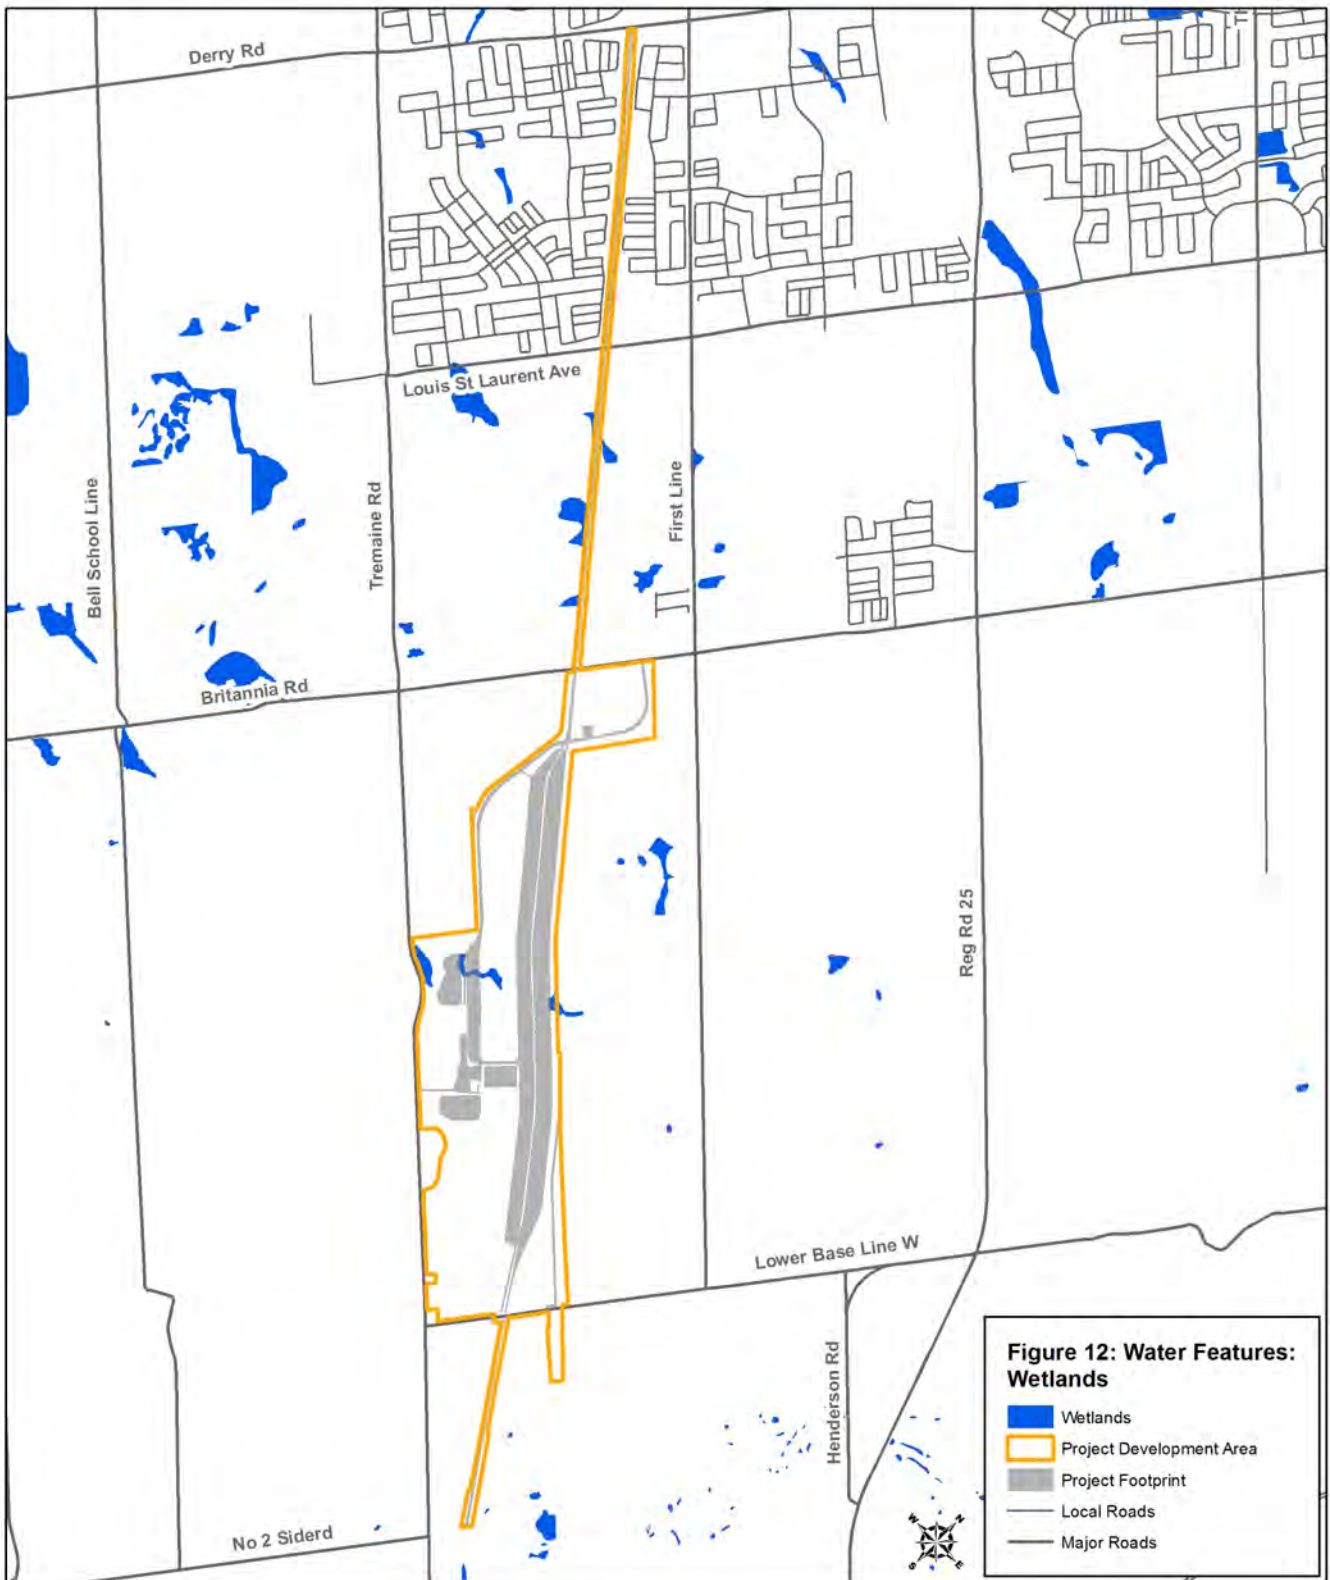 Derry Rd
Th
Louis St Laurent Ave
Bell School Line
Tremaine Rd
First Line
Britannia Rd
Reg Rd 25
Lower Base Line W
Henderson Rd
No 2 Siderd
Figure 12: Water Features:
Wetlands
Wetlands
Project Development Area
Project Footprint
Local Roads
Major Roads
W N
S E